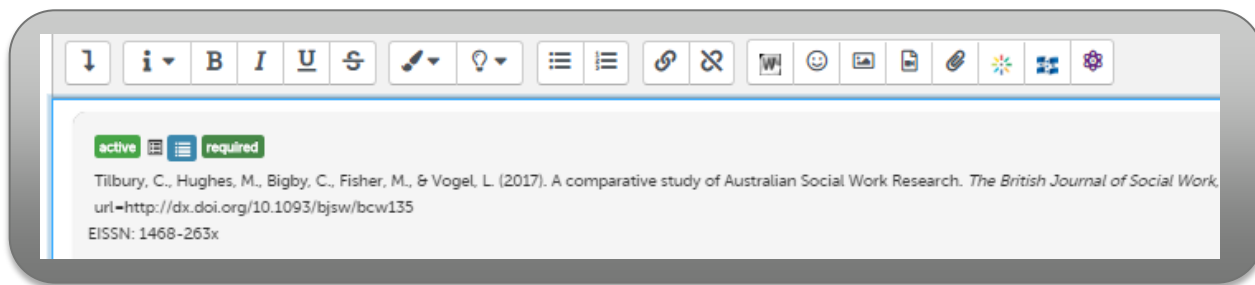 i B I U S W
active required
Tilbury, C., Hughes, M., Bigby, C., Fisher, M., & Vogel, L. (2017). A comparative study of Australian Social Work Research. The British Journal of Social Work,
url=http://dx.doi.org/10.1093/bjsw/bcw135
EISSN: 1468-263x